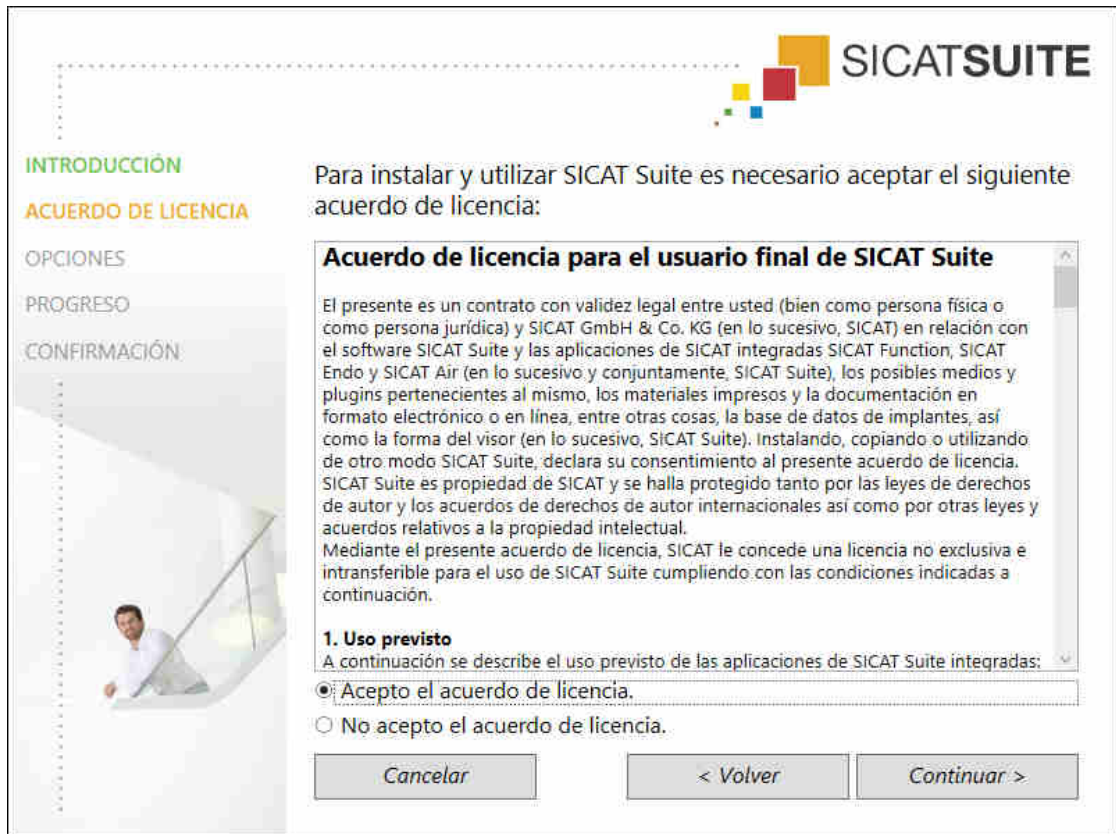 SICATSUITE
INTRODUCCIÓN
ACUERDO DE LICENCIA
OPCIONES
PROGRESO
CONFIRMACIÓN
Para instalar y utilizar SICAT Suite es necesario aceptar el siguiente
acuerdo de licencia:
Acuerdo de licencia para el usuario final de SICAT Suite
El presente es un contrato con validez legal entre usted (bien como persona física o
como persona jurídica) y SICAT GmbH & Co. KG (en lo sucesivo, SICAT) en relación con
el software SICAT Suite y las aplicaciones de SICAT integradas SICAT Function, SICAT
Endo y SICAT Air (en lo sucesivo y conjuntamente, SICAT Suite), los posibles medios y
plugins pertenecientes al mismo, los materiales impresos y la documentación en
formato electrónico o en línea, entre otras cosas, la base de datos de implantes, así
como la forma del visor (en lo sucesivo, SICAT Suite). Instalando, copiando o utilizando
de otro modo SICAT Suite, declara su consentimiento al presente acuerdo de licencia.
SICAT Suite es propiedad de SICAT y se halla protegido tanto por las leyes de derechos
de autor y los acuerdos de derechos de autor internacionales así como por otras leyes y
acuerdos relativos a la propiedad intelectual.
Mediante el presente acuerdo de licencia, SICAT le concede una licencia no exclusiva e
intransferible para el uso de SICAT Suite cumpliendo con las condiciones indicadas a
continuación.
1. Uso previsto
A continuación se describe el uso previsto de las aplicaciones de SICAT Suite integradas:
Acepto el acuerdo de licencia.
No acepto el acuerdo de licencia.
Cancelar
< Volver
Continuar >